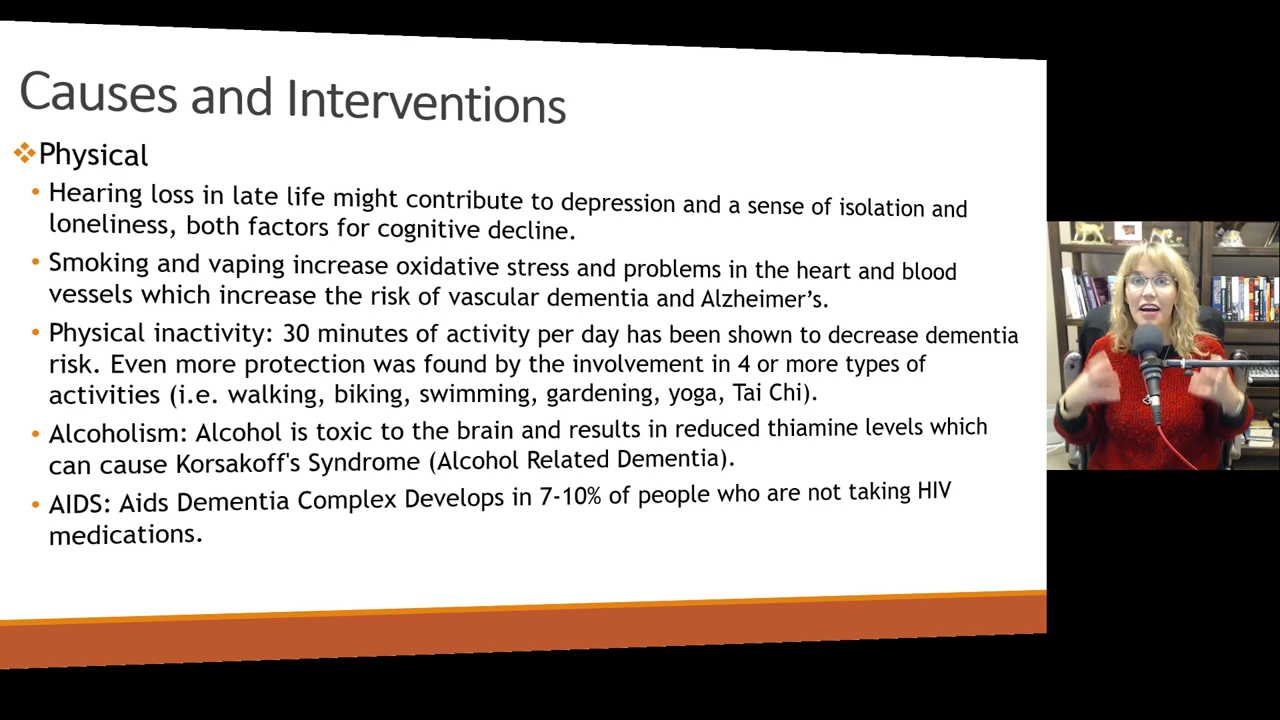 Causes and Interventions
Physical
Hearing loss in late life might contribute to depression and a sense of isolation and
loneliness, both factors for cognitive decline.
Smoking and vaping increase oxidative stress and problems in the heart and blood
vessels which increase the risk of vascular dementia and Alzheimer’s.
Physical inactivity: 30 minutes of activity per day has been shown to decrease dementia
risk. Even more protection was found by the involvement in 4 or more types of
activities (i.e. walking, biking, swimming, gardening, yoga, Tai Chi).
Alcoholism: Alcohol is toxic to the brain and results in reduced thiamine levels which
can cause Korsakoff's Syndrome (Alcohol Related Dementia).
AIDS: Aids Dementia Complex Develops in 7-10% of people who are not taking HIV
medications.